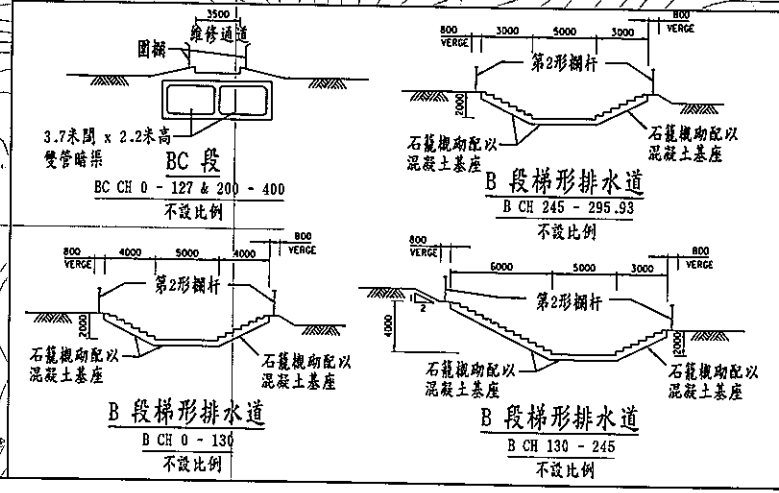 3500
維修通道
圍欄
3.7米闊 x 2.2米高
雙管暗渠
BC 段
BC CH 0 - 127 & 200 - 400
不設比例
800
VERGE
3000
5000
3000
800
VERGE
第2形欄杆
2000
石籠襯砌配以
混凝土基座
石籠襯砌配以
混凝土基座
B 段梯形排水道
B CH 245 - 295.93
不設比例
800
VERGE
4000
5000
4000
800
VERGE
第2形欄杆
2000
石籠襯砌配以
混凝土基座
石籠襯砌配以
混凝土基座
B 段梯形排水道
B CH 0 - 130
不設比例
800
VERGE
6000
5000
3000
800
VERGE
第2形欄杆
1
2
4000
2000
石籠襯砌配以
混凝土基座
石籠襯砌配以
混凝土基座
B 段梯形排水道
B CH 130 - 245
不設比例